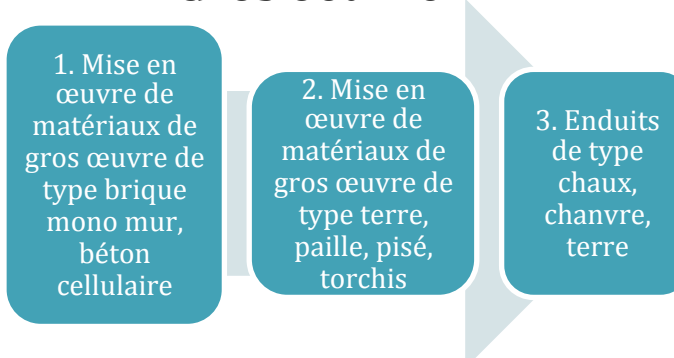 1. Mise en
œuvre de
matériaux de
gros œuvre de
type brique
mono mur,
béton
cellulaire
2. Mise en
œuvre de
matériaux de
gros œuvre de
type terre,
paille, pisé,
torchis
3. Enduits
de type
chaux,
chanvre,
terre